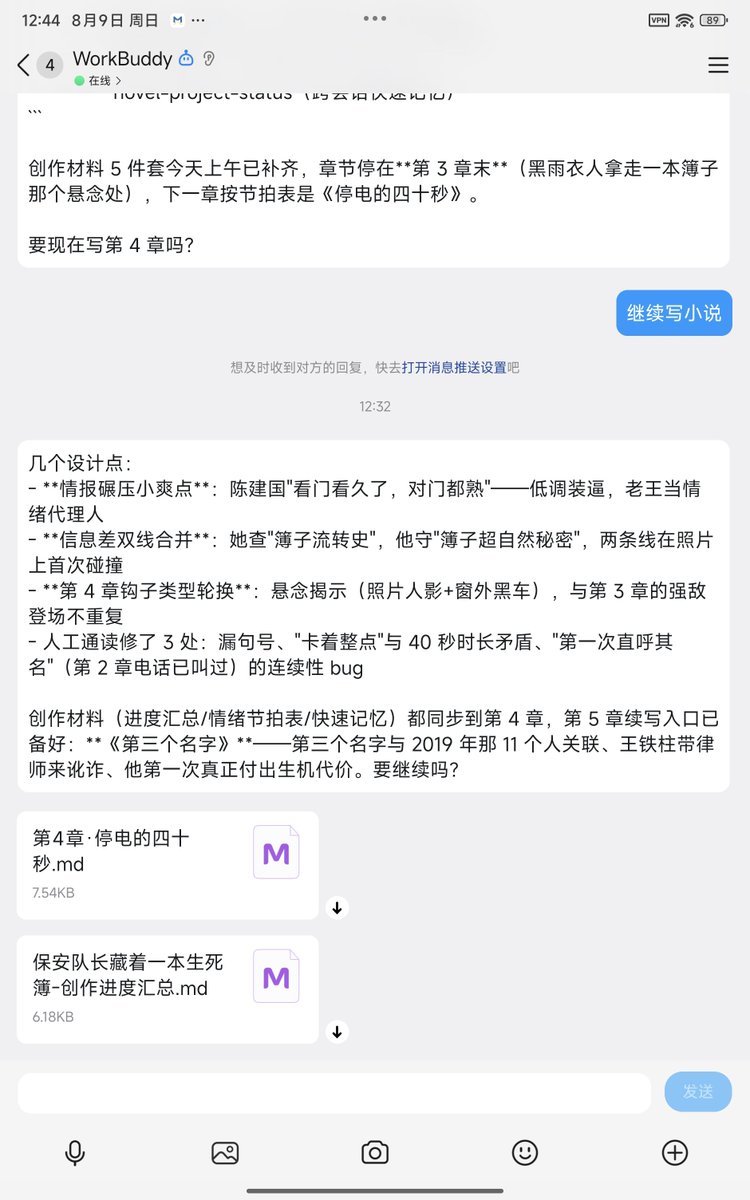 12:44 8月9日 周日 M ···
VPN 89
4 WorkBuddy
在线 >
novel-project-status（跨会话快速记忆）
```
创作材料 5 件套今天上午已补齐，章节停在**第 3 章末**（黑雨衣人拿走一本簿子
那个悬念处），下一章按节拍表是《停电的四十秒》。
要现在写第 4 章吗？
继续写小说
想及时收到对方的回复，快去打开消息推送设置吧
12:32
几个设计点：
- **情报碾压小爽点**：陈建国"看门看久了，对门都熟"——低调装逼，老王当情
绪代理人
- **信息差双线合并**：她查"簿子流转史"，他守"簿子超自然秘密"，两条线在照片
上首次碰撞
- **第 4 章钩子类型轮换**：悬念揭示（照片人影+窗外黑车），与第 3 章的强敌
登场不重复
- 人工通读修了 3 处：漏句号、"卡着整点"与 40 秒时长矛盾、"第一次直呼其
名"（第 2 章电话已叫过）的连续性 bug
创作材料（进度汇总/情绪节拍表/快速记忆）都同步到第 4 章，第 5 章续写入口已
备好：**《第三个名字》**——第三个名字与 2019 年那 11 个人关联、王铁柱带律
师来讹诈、他第一次真正付出生机代价。要继续吗？
第4章·停电的四十
秒.md
M
7.54KB
保安队长藏着一本生死
簿-创作进度汇总.md
M
6.18KB
发送